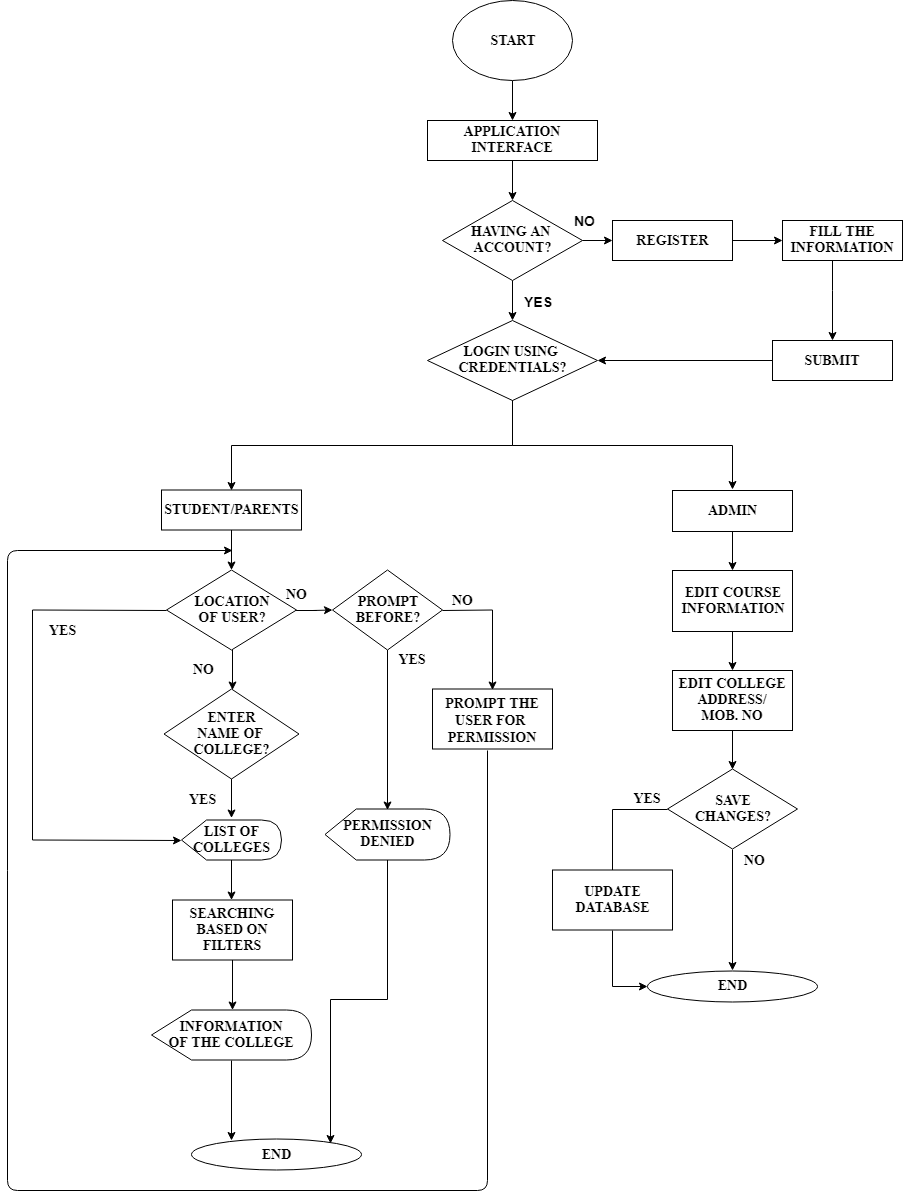 START
APPLICATION
INTERFACE
HAVING AN
ACCOUNT?
NO
REGISTER
FILL THE
INFORMATION
YES
LOGIN USING
CREDENTIALS?
SUBMIT
STUDENT/PARENTS
ADMIN
LOCATION
OF USER?
NO
PROMPT
BEFORE?
NO
EDIT COURSE
INFORMATION
YES
NO
YES
ENTER
NAME OF
COLLEGE?
PROMPT THE
USER FOR
PERMISSION
EDIT COLLEGE
ADDRESS/
MOB. NO
YES
LIST OF
COLLEGES
PERMISSION
DENIED
YES
SAVE
CHANGES?
NO
SEARCHING
BASED ON
FILTERS
UPDATE
DATABASE
INFORMATION
OF THE COLLEGE
END
END